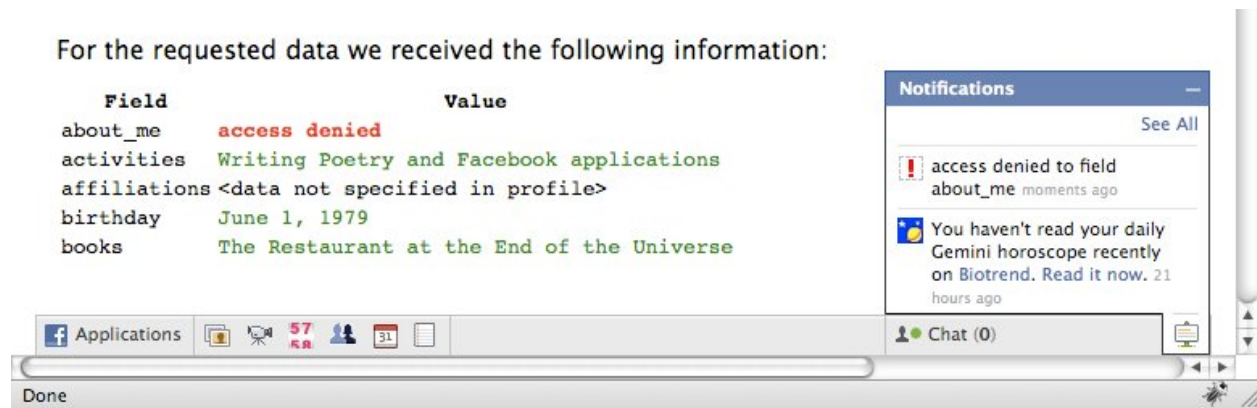 For the requested data we received the following information:
Field Value
about_me access denied
activities Writing Poetry and Facebook applications
affiliations <data not specified in profile>
birthday June 1, 1979
books The Restaurant at the End of the Universe
Notifications
See All
access denied to field
about_me moments ago
You haven't read your daily
Gemini horoscope recently
on Biotrend. Read it now. 21
hours ago
Applications
57
58
31
Chat (0)
Done